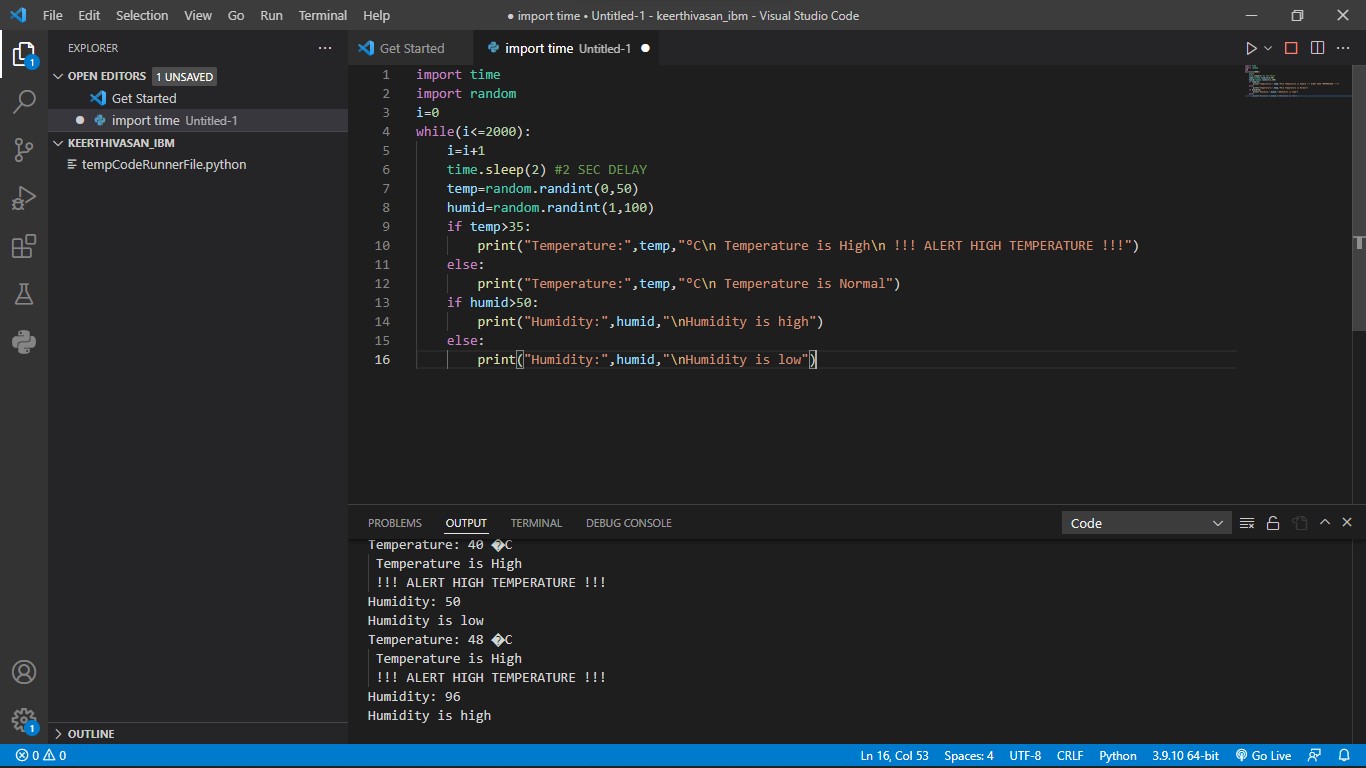 File Edit Selection View Go Run Terminal Help
● import time • Untitled-1 - keerthivasan_ibm - Visual Studio Code
EXPLORER
OPEN EDITORS 1 UNSAVED
Get Started
import time Untitled-1
KEERTHIVASAN_IBM
tempCodeRunnerFile.python
OUTLINE
Get Started
import time Untitled-1
1 import time
2 import random
3 i=0
4 while(i<=2000):
5     i=i+1
6     time.sleep(2) #2 SEC DELAY
7     temp=random.randint(0,50)
8     humid=random.randint(1,100)
9     if temp>35:
10         print("Temperature:",temp,"°C\n Temperature is High\n !!! ALERT HIGH TEMPERATURE !!!")
11     else:
12         print("Temperature:",temp,"°C\n Temperature is Normal")
13     if humid>50:
14         print("Humidity:",humid,"\nHumidity is high")
15     else:
16         print("Humidity:",humid,"\nHumidity is low")
PROBLEMS OUTPUT TERMINAL DEBUG CONSOLE
Code
Temperature: 40 �C
 Temperature is High
 !!! ALERT HIGH TEMPERATURE !!!
Humidity: 50
Humidity is low
Temperature: 48 �C
 Temperature is High
 !!! ALERT HIGH TEMPERATURE !!!
Humidity: 96
Humidity is high
1
1
0 0
Ln 16, Col 53 Spaces: 4 UTF-8 CRLF Python 3.9.10 64-bit Go Live